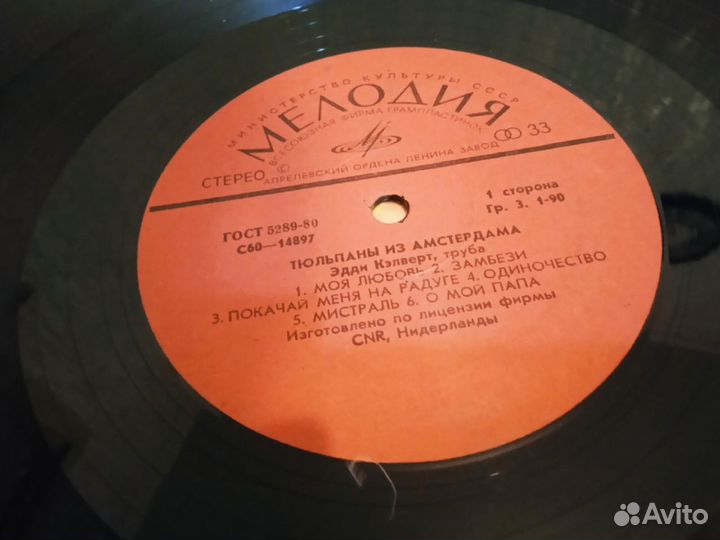 МИНИСТЕРСТВО КУЛЬТУРЫ СССР
МЕЛОДИЯ
ВСЕСОЮЗНАЯ ФИРМА ГРАМПЛАСТИНОК
33
СТЕРЕО
АПРЕЛЕВСКИЙ ОРДЕНА ЛЕНИНА ЗАВОД
ГОСТ 5289-80
С60—14897
1 сторона
Гр. 3. 1-90
ТЮЛЬПАНЫ ИЗ АМСТЕРДАМА
Эдди Кэлверт, труба
1. МОЯ ЛЮБОВЬ 2. ЗАМБЕЗИ
3. ПОКАЧАЙ МЕНЯ НА РАДУГЕ 4. ОДИНОЧЕСТВО
5. МИСТРАЛЬ 6. О МОЙ ПАПА
Изготовлено по лицензии фирмы
CNR, Нидерланды
Avito